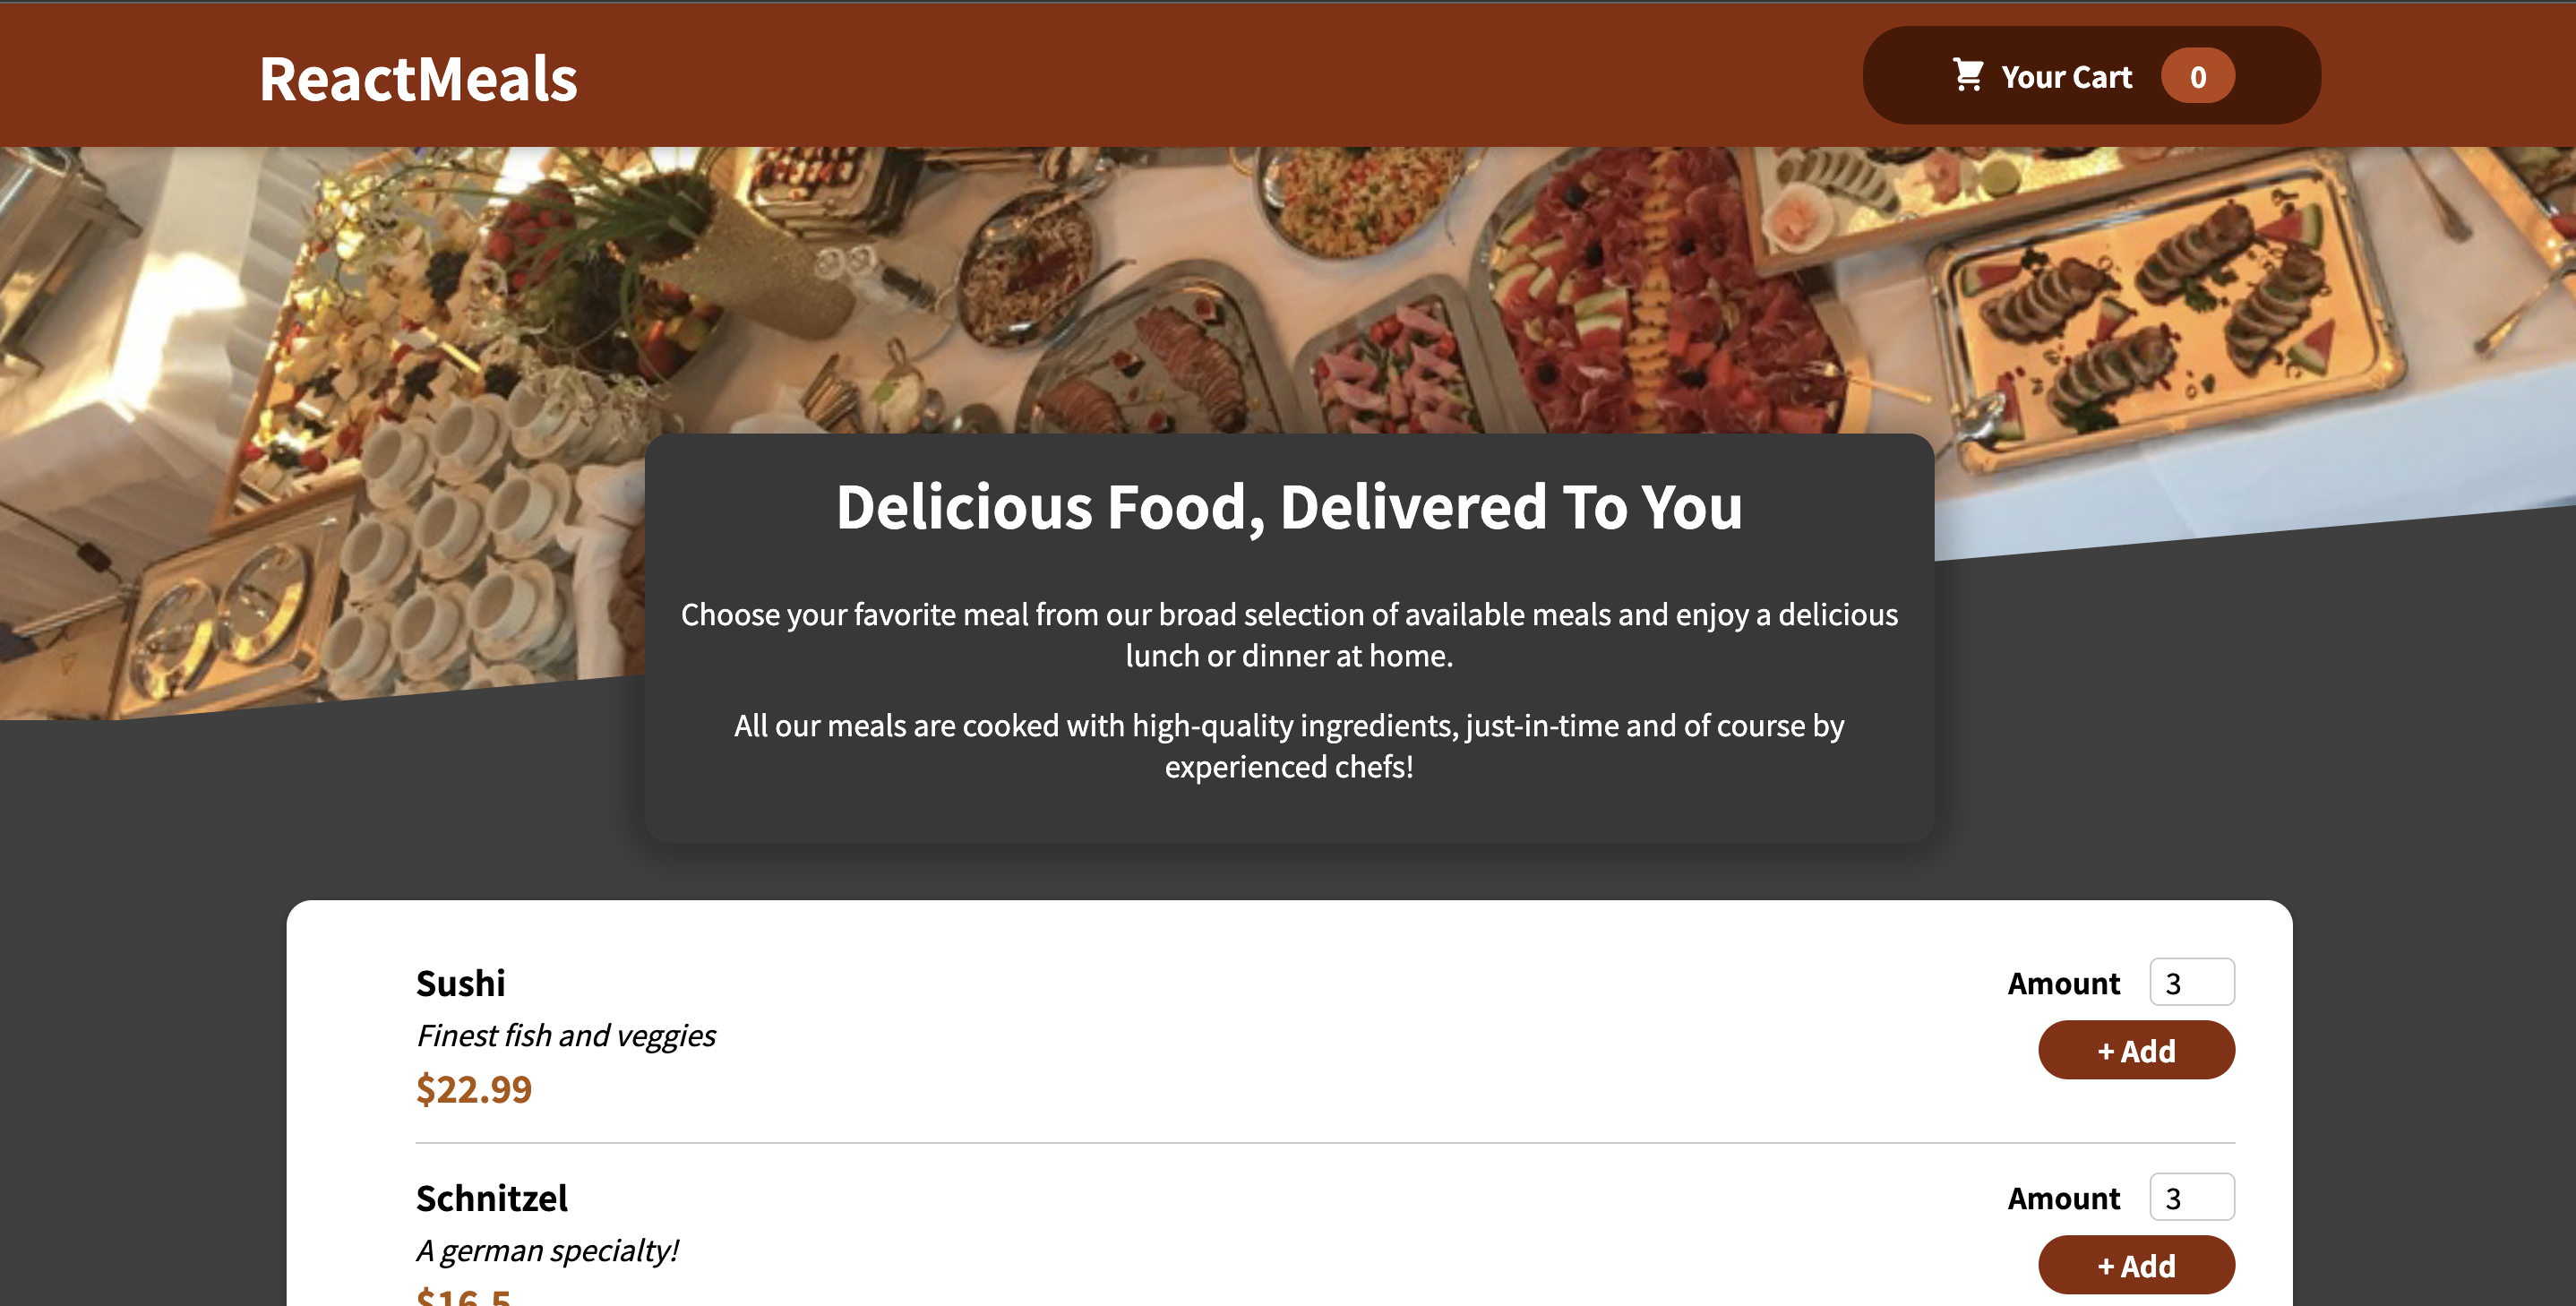 ReactMeals
Your Cart 0
Delicious Food, Delivered To You
Choose your favorite meal from our broad selection of available meals and enjoy a delicious
lunch or dinner at home.
All our meals are cooked with high-quality ingredients, just-in-time and of course by
experienced chefs!
Sushi
Amount 3
Finest fish and veggies
+ Add
$22.99
Schnitzel
Amount 3
A german specialty!
+ Add
$16.5